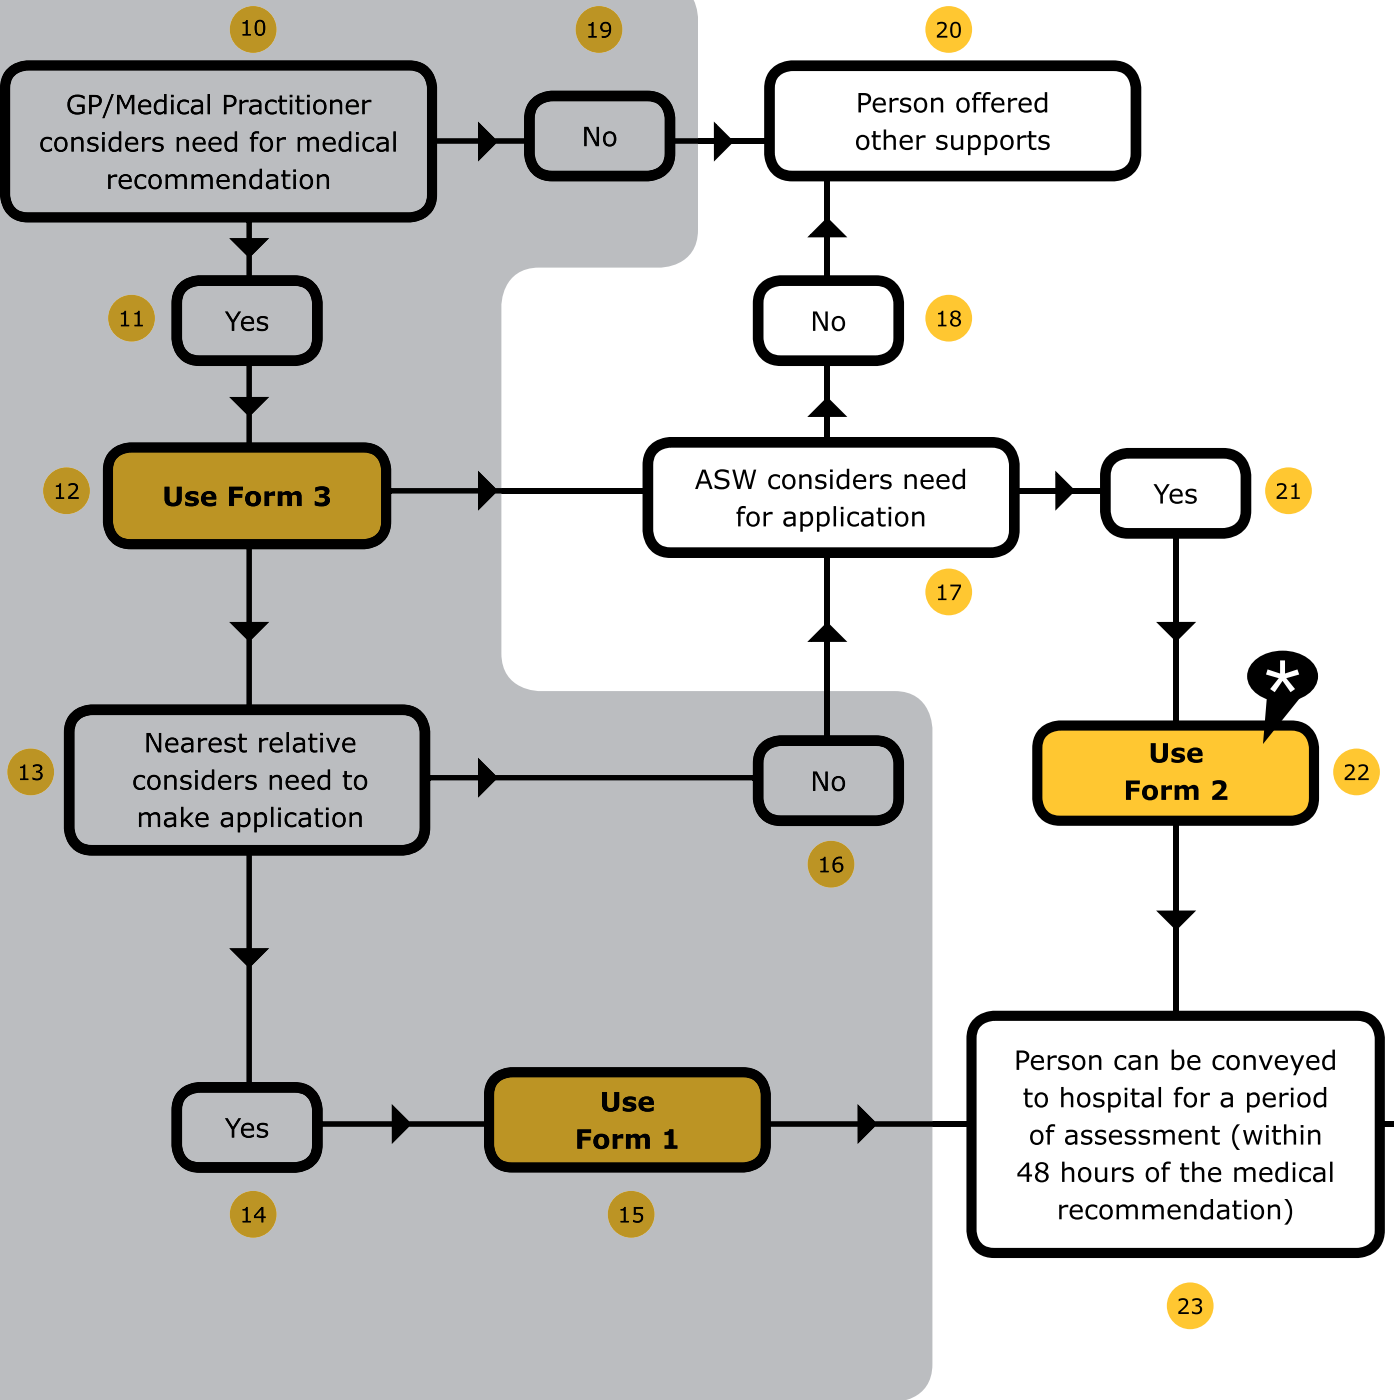 10
19
20
GP/Medical Practitioner
considers need for medical
recommendation
No
Person offered
other supports
11
Yes
No
18
12
Use Form 3
ASW considers need
for application
Yes
21
17
13
Nearest relative
considers need to
make application
No
16
*
Use
Form 2
22
Yes
14
Use
Form 1
15
Person can be conveyed
to hospital for a period
of assessment (within
48 hours of the medical
recommendation)
23